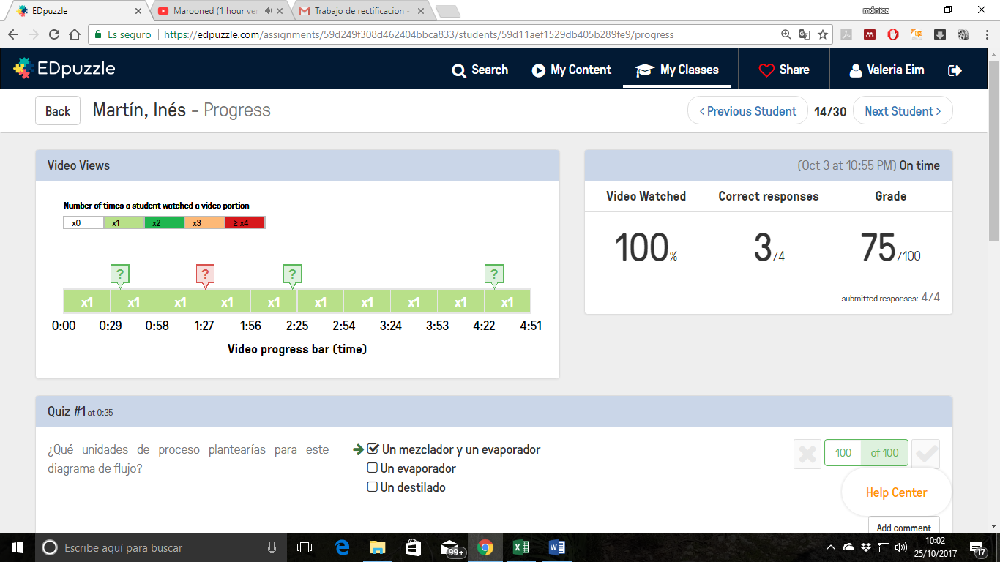 EDpuzzle
Marooned (1 hour ver
Trabajo de rectificacion -
mónica
Es seguro
https://edpuzzle.com/assignments/59d249f308d462404bbca833/students/59d11aef1529db405b289fe9/progress
EDpuzzle
Search
My Content
My Classes
Share
Valeria Eim
Back
Martín, Inés - Progress
< Previous Student
14/30
Next Student >
Video Views
Number of times a student watched a video portion
x0 x1 x2 x3 ≥ x4
? ? ? ?
x1 x1 x1 x1 x1 x1 x1 x1 x1 x1
0:00 0:29 0:58 1:27 1:56 2:25 2:54 3:24 3:53 4:22 4:51
Video progress bar (time)
(Oct 3 at 10:55 PM) On time
Video Watched Correct responses Grade
100% 3/4 75/100
submitted responses: 4/4
Quiz #1 at 0:35
¿Qué unidades de proceso plantearías para este
diagrama de flujo?
Un mezclador y un evaporador
Un evaporador
Un destilado
100 of 100
Help Center
Add comment
Escribe aquí para buscar
99+
10:02
25/10/2017
17